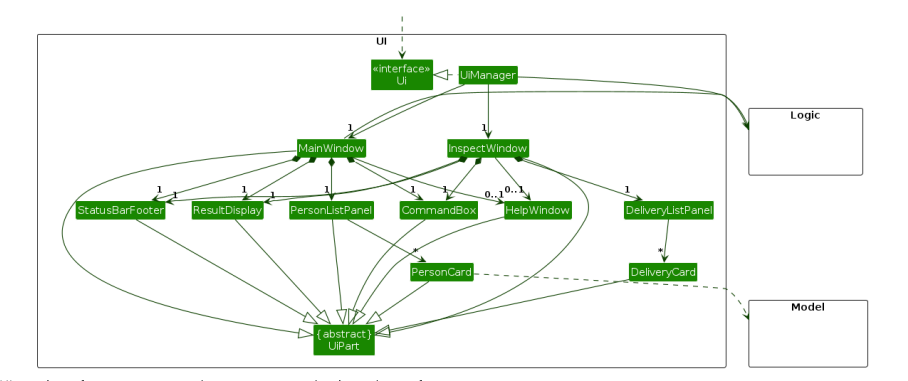 UI
«interface»
Ui
UiManager
Logic
1
1
MainWindow
InspectWindow
1
1
1
1
1
1
1
0..1
0..1
1
StatusBarFooter
ResultDisplay
PersonListPanel
CommandBox
HelpWindow
DeliveryListPanel
*
*
PersonCard
DeliveryCard
Model
{abstract}
UiPart